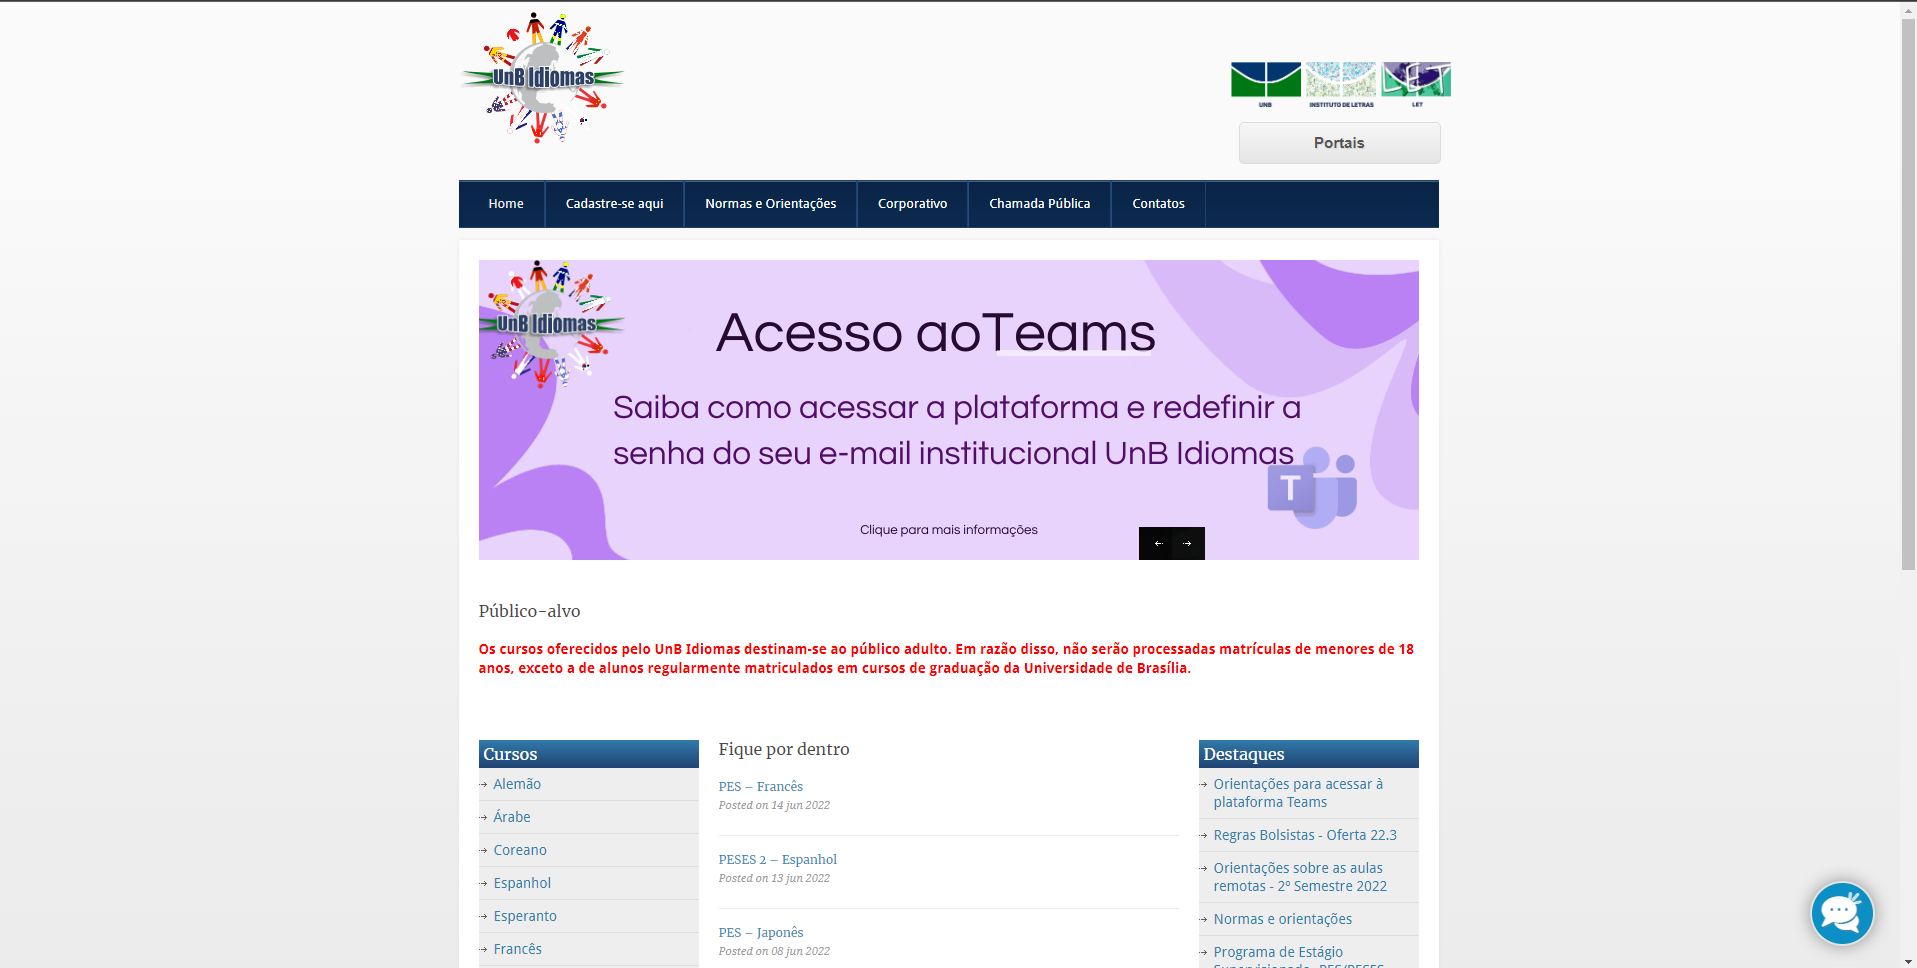 UnB Idiomas
UNB
INSTITUTO DE LETRAS
LET
LET
Portais
Home
Cadastre-se aqui
Normas e Orientações
Corporativo
Chamada Pública
Contatos
UnB Idiomas
Acesso aoTeams
Saiba como acessar a plataforma e redefinir a
senha do seu e-mail institucional UnB Idiomas
T
Clique para mais informações
Público-alvo
Os cursos oferecidos pelo UnB Idiomas destinam-se ao público adulto. Em razão disso, não serão processadas matrículas de menores de 18
anos, exceto a de alunos regularmente matriculados em cursos de graduação da Universidade de Brasília.
Cursos
Alemão
Árabe
Coreano
Espanhol
Esperanto
Francês
Fique por dentro
PES – Francês
Posted on 14 jun 2022
PESES 2 – Espanhol
Posted on 13 jun 2022
PES – Japonês
Posted on 08 jun 2022
Destaques
Orientações para acessar à
plataforma Teams
Regras Bolsistas - Oferta 22.3
Orientações sobre as aulas
remotas - 2º Semestre 2022
Normas e orientações
Programa de Estágio
Supervisionado- PES/PESES